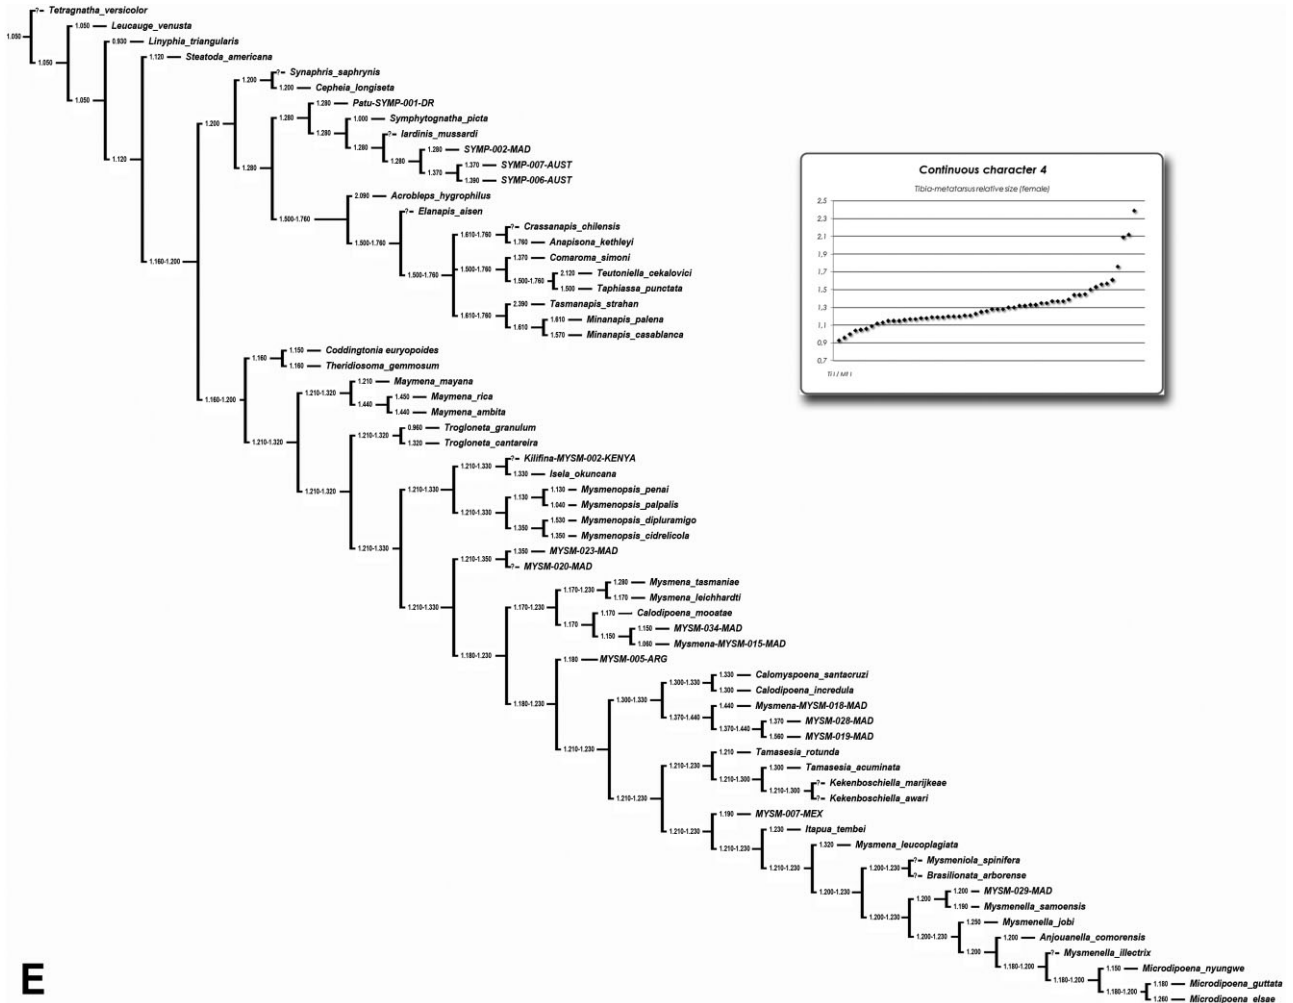 ?- Tetragnatha_versicolor
1.050 Leucauge_venusta
1.050
0.930 Linyphia_triangularis
1.120 Steatoda_americana
1.050
?- Synaphris_saphrynis
1.200
1.200 Cepheia_longiseta
1.050
1.280 Patu-SYMP-001-DR
1.280
1.000 Symphytognatha_picta
1.200
1.280
?- Iardinis_mussardi
1.280
1.280 SYMP-002-MAD
1.120
1.280
1.370 SYMP-007-AUST
1.280
1.370
1.390 SYMP-006-AUST
2.090 Acrobleps_hygrophilus
?- Elanapis_aisen
1.500-1.760
?- Crassanapis_chilensis
1.610-1.760
1.500-1.760
1.760 Anapisona_kethleyi
1.160-1.200
1.370 Comaroma_simoni
1.500-1.760
1.500-1.760
2.120 Teutoniella_cekalovici
1.500-1.760
1.500 Taphiassa_punctata
2.390 Tasmanapis_strahan
1.610-1.760
1.610 Minanapis_palena
1.610
1.570 Minanapis_casablanca
1.150 Coddingtonia euryopoides
1.160
1.160 Theridiosoma_gemmosum
1.210 Maymena_mayana
1.210-1.320
1.160-1.200
1.450 Maymena_rica
1.440
1.440 Maymena_ambita
0.960 Trogloneta_granulum
1.210-1.320
1.210-1.320
1.320 Trogloneta_cantareira
?- Kilifina-MYSM-002-KENYA
1.210-1.330
1.330 Isela_okuncana
1.210-1.320
1.210-1.330
1.130 Mysmenopsis_penai
1.130
1.040 Mysmenopsis_palpalis
1.210-1.330
1.530 Mysmenopsis_dipluramigo
1.350
1.350 Mysmenopsis_cidrelicola
1.210-1.330
1.350 MYSM-023-MAD
1.210-1.350
?- MYSM-020-MAD
1.280 Mysmena_tasmaniae
1.170-1.230
1.170 Mysmena_leichhardti
1.210-1.330
1.170-1.230
1.170 Calodipoena_mooatae
1.170
1.150 MYSM-034-MAD
1.150
1.060 Mysmena-MYSM-015-MAD
1.180-1.230
1.180 MYSM-005-ARG
1.330 Calomyspoena_santacruzi
1.300-1.330
1.300 Calodipoena_incredula
1.180-1.230
1.300-1.330
1.440 Mysmena-MYSM-018-MAD
1.370-1.440
1.370 MYSM-028-MAD
1.370-1.440
1.560 MYSM-019-MAD
1.210-1.230
1.210 Tamasesia_rotunda
1.210-1.230
1.300 Tamasesia_acuminata
1.210-1.300
?- Kekenboschiella_marijkeae
1.210-1.300
?- Kekenboschiella_awari
1.210-1.230
1.190 MYSM-007-MEX
1.210-1.230
1.230 Itapua_tembei
1.210-1.230
1.320 Mysmena_leucoplagiata
1.210-1.230
?- Mysmeniola_spinifera
1.200-1.230
?- Brasilionata_arborense
1.200-1.230
1.200 MYSM-029-MAD
1.200
1.190 Mysmenella_samoensis
1.200-1.230
1.250 Mysmenella_jobi
1.200-1.230
1.200 Anjouanella_comorensis
1.200
?- Mysmenella_illectrix
1.180-1.200
1.150 Microdipoena_nyungwe
1.180-1.200
1.180 Microdipoena_guttata
1.180-1.200
1.260 Microdipoena_elsae
Continuous character 4
Tibia-metatarsus relative size (female)
2,5
2,3
2,1
1,9
1,7
1,5
1,3
1,1
0,9
0,7
E